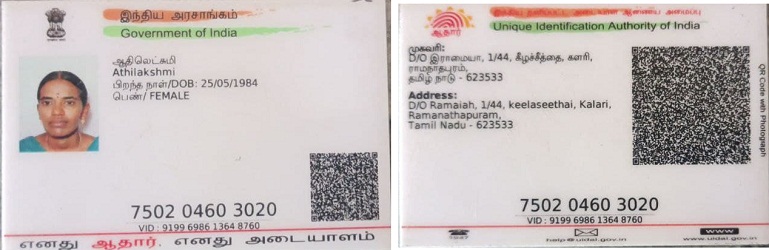 இந்திய அரசாங்கம்
Government of India
ஆதிலெட்சுமி
Athilakshmi
பிறந்த நாள்/DOB: 25/05/1984
பெண்/ FEMALE
7502 0460 3020
VID : 9199 6986 1364 8760
எனது ஆதார், எனது அடையாளம்
ஆதார்
Unique Identification Authority of India
முகவரி:
D/O இராமையா, 1/44, கீழச்சீத்தை, களரி,
ராமநாதபுரம்,
தமிழ் நாடு - 623533
Address:
D/O Ramaiah, 1/44, keelaseethai, Kalari,
Ramanathapuram,
Tamil Nadu - 623533
QR Code with Photograph
7502 0460 3020
VID : 9199 6986 1364 8760
1947
help@uidai.gov.in
www
www.uidai.gov.in